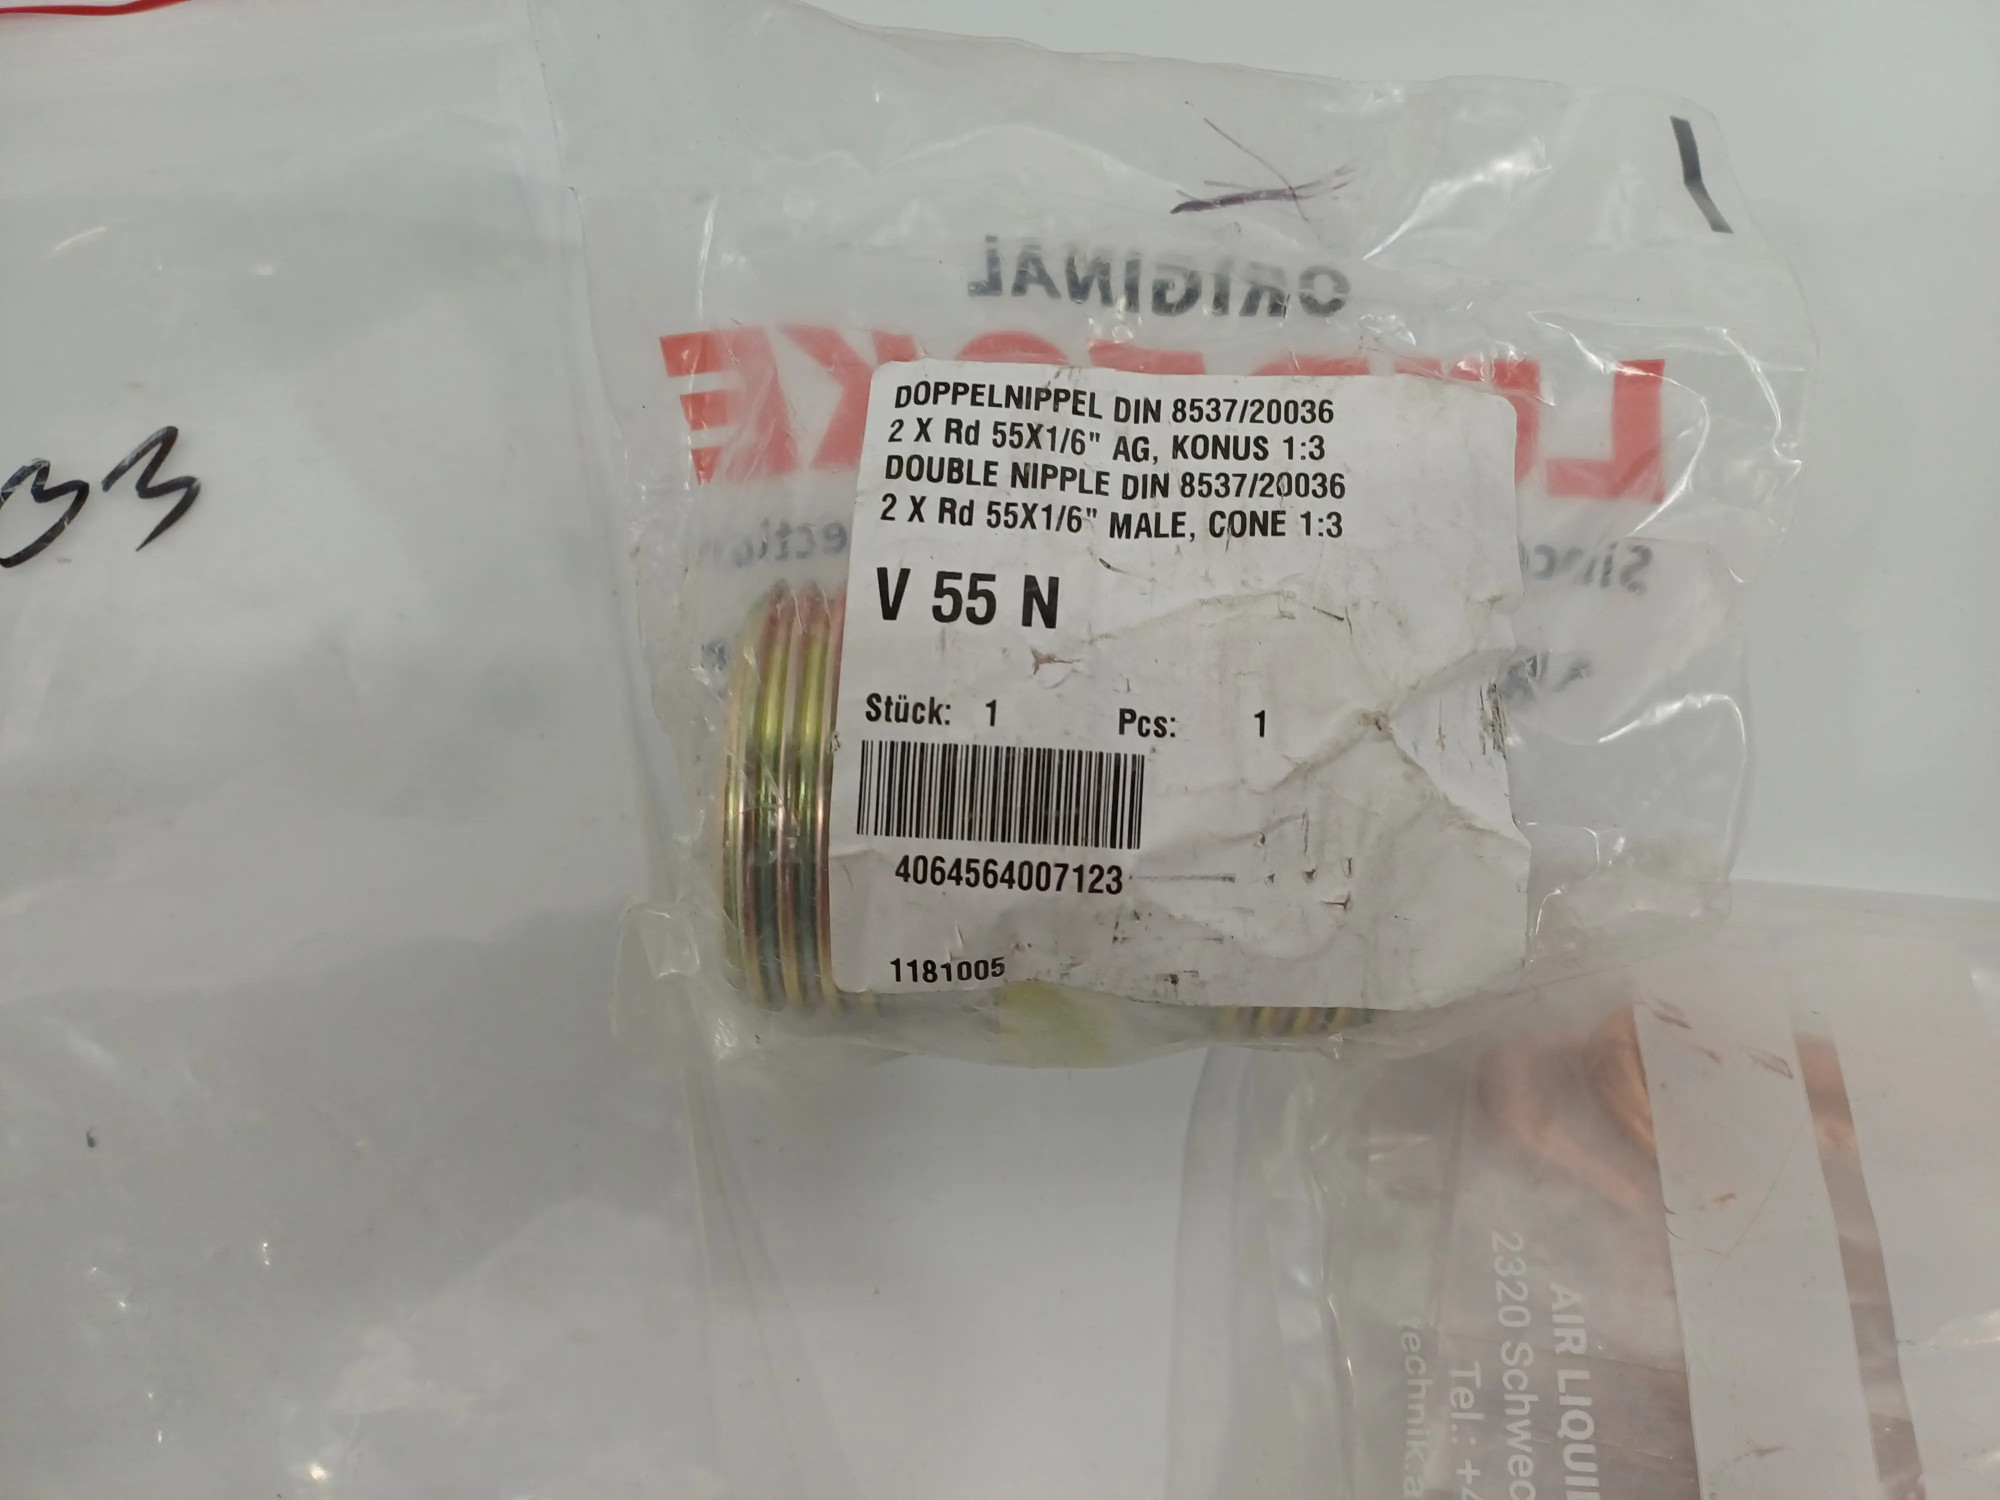 ORIGINAL
DOPPELNIPPEL DIN 8537/20036
2 X Rd 55X1/6" AG, KONUS 1:3
DOUBLE NIPPLE DIN 8537/20036
2 X Rd 55X1/6" MALE, CONE 1:3
V 55 N
Stück: 1 Pcs: 1
4064564007123
1181005
33
AIR LIQUI
2320 Schwec
Tel.: +4
technik.a